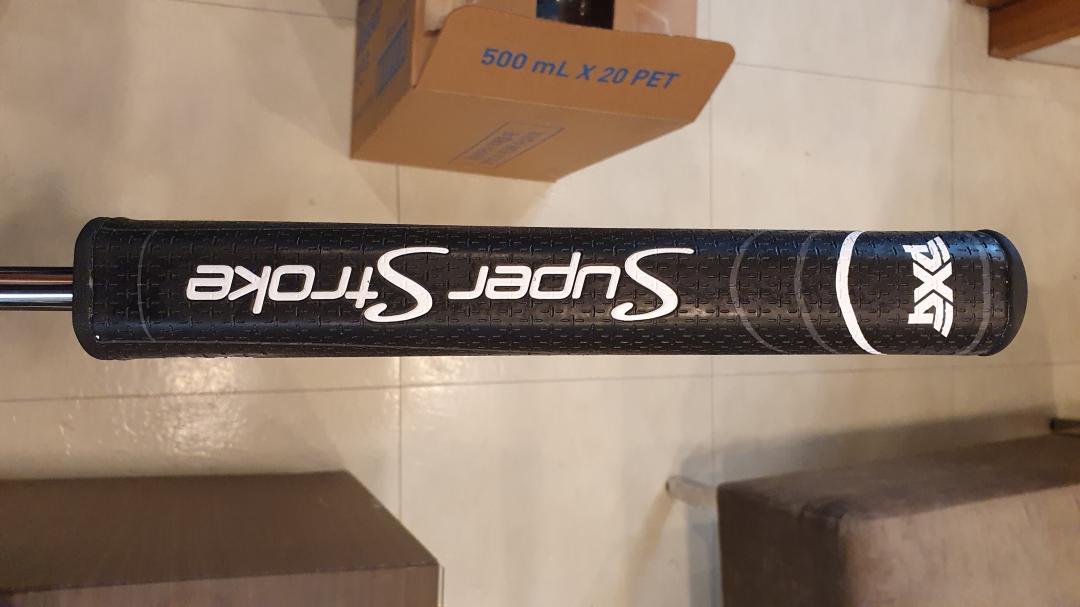 500 mL X 20 PET
Super Stroke
PXG